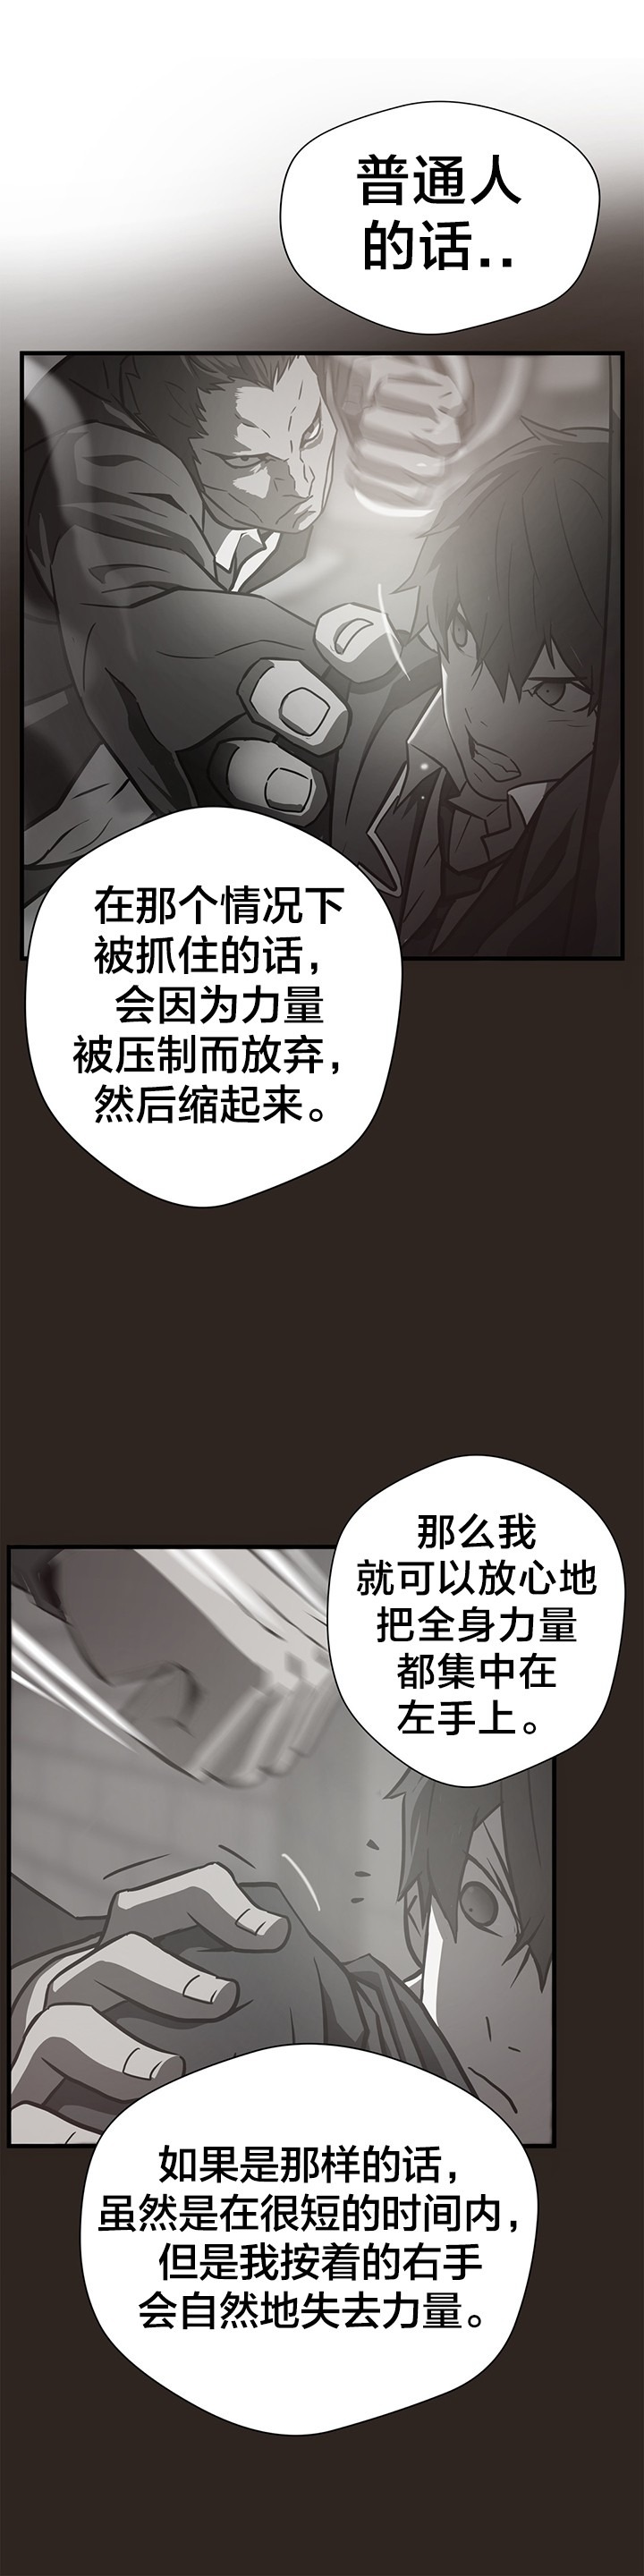 普通人
的话..
在那个情况下
被抓住的话，
会因为力量
被压制而放弃，
然后缩起来。
那么我
就可以放心地
把全身力量
都集中在
左手上。
如果是那样的话，
虽然是在很短的时间内，
但是我按着的右手
会自然地失去力量。